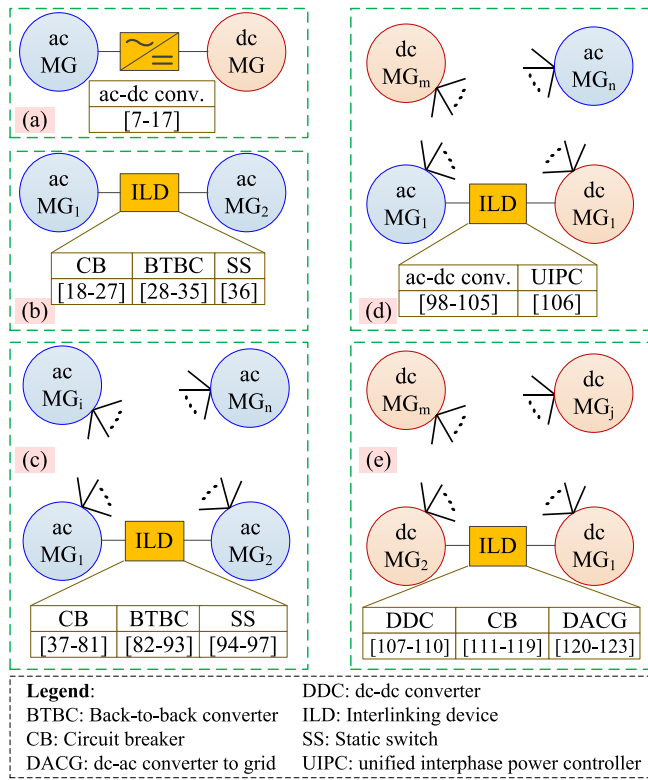 ac
MG
dc
MG
ac-dc conv.
[7-17]
(a)
ac
MG1
ILD
ac
MG2
CB BTBC SS
[18-27] [28-35] [36]
(b)
ac
MGi
ac
MGn
(c)
ac
MG1
ILD
ac
MG2
CB BTBC SS
[37-81] [82-93] [94-97]
dc
MGm
ac
MGn
ac
MG1
ILD
dc
MG1
ac-dc conv. UIPC
[98-105] [106]
(d)
dc
MGm
dc
MGj
(e)
dc
MG2
ILD
dc
MG1
DDC CB DACG
[107-110] [111-119] [120-123]
Legend:
BTBC: Back-to-back converter
CB: Circuit breaker
DACG: dc-ac converter to grid
DDC: dc-dc converter
ILD: Interlinking device
SS: Static switch
UIPC: unified interphase power controller